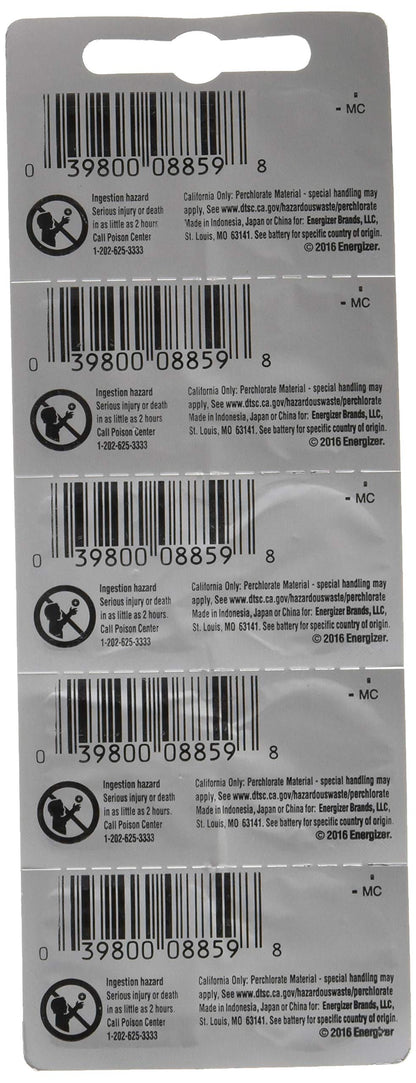 - MC
0 39800 08859 8
Ingestion hazard
Serious injury or death
in as little as 2 hours.
Call Poison Center
1-202-625-3333
California Only: Perchlorate Material - special handling may
apply, See www.dtsc.ca.gov/hazardouswaste/perchlorate
Made in Indonesia, Japan or China for: Energizer Brands, LLC,
St. Louis, MO 63141. See battery for specific country of origin.
© 2016 Energizer.
- MC
0 39800 08859 8
Ingestion hazard
Serious injury or death
in as little as 2 hours.
Call Poison Center
1-202-625-3333
California Only: Perchlorate Material - special handling may
apply, See www.dtsc.ca.gov/hazardouswaste/perchlorate
Made in Indonesia, Japan or China for: Energizer Brands, LLC,
St. Louis, MO 63141. See battery for specific country of origin.
© 2016 Energizer.
- MC
0 39800 08859 8
Ingestion hazard
Serious injury or death
in as little as 2 hours.
Call Poison Center
1-202-625-3333
California Only: Perchlorate Material - special handling may
apply, See www.dtsc.ca.gov/hazardouswaste/perchlorate
Made in Indonesia, Japan or China for: Energizer Brands, LLC,
St. Louis, MO 63141. See battery for specific country of origin.
© 2016 Energizer.
- MC
0 39800 08859 8
Ingestion hazard
Serious injury or death
in as little as 2 hours.
Call Poison Center
1-202-625-3333
California Only: Perchlorate Material - special handling may
apply, See www.dtsc.ca.gov/hazardouswaste/perchlorate
Made in Indonesia, Japan or China for: Energizer Brands, LLC,
St. Louis, MO 63141. See battery for specific country of origin.
© 2016 Energizer.
- MC
0 39800 08859 8
Ingestion hazard
Serious injury or death
in as little as 2 hours.
Call Poison Center
1-202-625-3333
California Only: Perchlorate Material - special handling may
apply, See www.dtsc.ca.gov/hazardouswaste/perchlorate
Made in Indonesia, Japan or China for: Energizer Brands, LLC,
St. Louis, MO 63141. See battery for specific country of origin.
© 2016 Energizer.